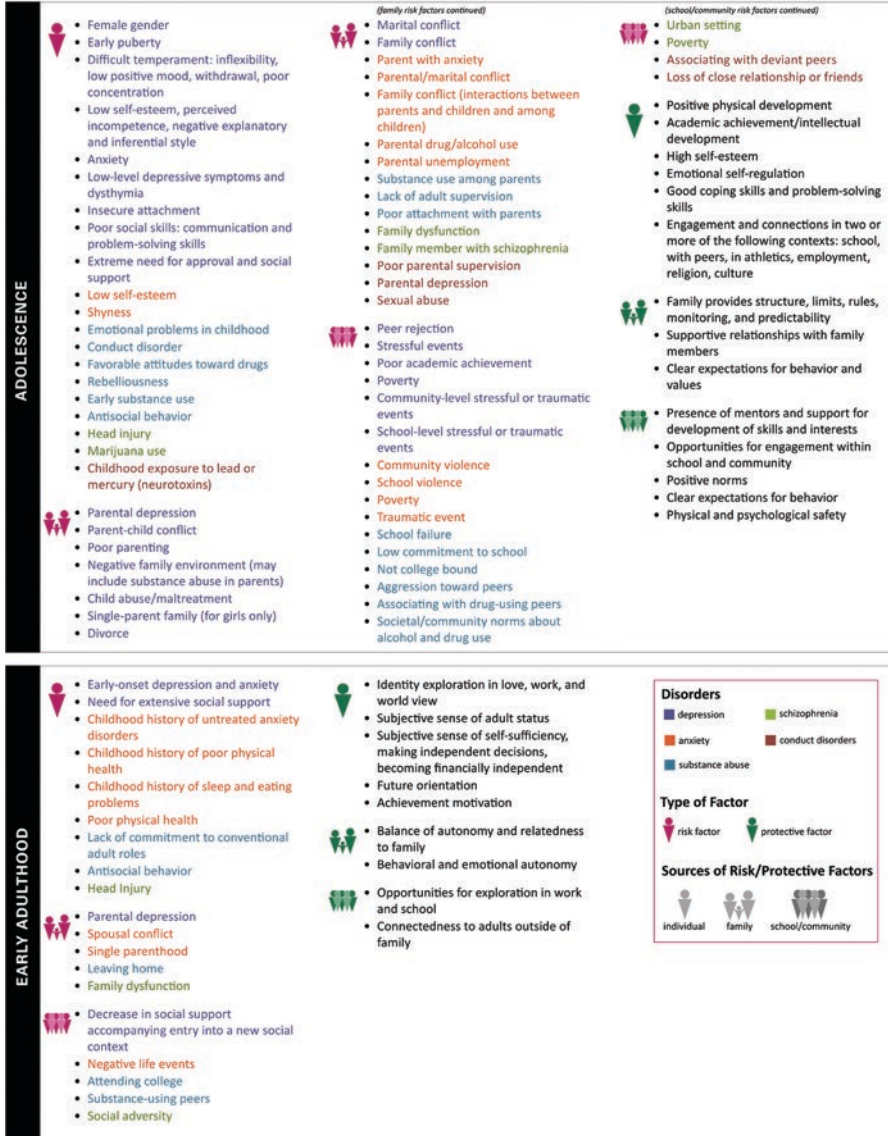 ADOLESCENCE
• Female gender
• Early puberty
• Difficult temperament: inflexibility,
low positive mood, withdrawal, poor
concentration
• Low self-esteem, perceived
incompetence, negative explanatory
and inferential style
• Anxiety
• Low-level depressive symptoms and
dysthymia
• Insecure attachment
• Poor social skills: communication and
problem-solving skills
• Extreme need for approval and social
support
• Low self-esteem
• Shyness
• Emotional problems in childhood
• Conduct disorder
• Favorable attitudes toward drugs
• Rebelliousness
• Early substance use
• Antisocial behavior
• Head injury
• Marijuana use
• Childhood exposure to lead or
mercury (neurotoxins)
• Parental depression
• Parent-child conflict
• Poor parenting
• Negative family environment (may
include substance abuse in parents)
• Child abuse/maltreatment
• Single-parent family (for girls only)
• Divorce
(family risk factors continued)
• Marital conflict
• Family conflict
• Parent with anxiety
• Parental/marital conflict
• Family conflict (interactions between
parents and children and among
children)
• Parental drug/alcohol use
• Parental unemployment
• Substance use among parents
• Lack of adult supervision
• Poor attachment with parents
• Family dysfunction
• Family member with schizophrenia
• Poor parental supervision
• Parental depression
• Sexual abuse
• Peer rejection
• Stressful events
• Poor academic achievement
• Poverty
• Community-level stressful or traumatic
events
• School-level stressful or traumatic
events
• Community violence
• School violence
• Poverty
• Traumatic event
• School failure
• Low commitment to school
• Not college bound
• Aggression toward peers
• Associating with drug-using peers
• Societal/community norms about
alcohol and drug use
(school/community risk factors continued)
• Urban setting
• Poverty
• Associating with deviant peers
• Loss of close relationship or friends
• Positive physical development
• Academic achievement/intellectual
development
• High self-esteem
• Emotional self-regulation
• Good coping skills and problem-solving
skills
• Engagement and connections in two or
more of the following contexts: school,
with peers, in athletics, employment,
religion, culture
• Family provides structure, limits, rules,
monitoring, and predictability
• Supportive relationships with family
members
• Clear expectations for behavior and
values
• Presence of mentors and support for
development of skills and interests
• Opportunities for engagement within
school and community
• Positive norms
• Clear expectations for behavior
• Physical and psychological safety
EARLY ADULTHOOD
• Early-onset depression and anxiety
• Need for extensive social support
• Childhood history of untreated anxiety
disorders
• Childhood history of poor physical
health
• Childhood history of sleep and eating
problems
• Poor physical health
• Lack of commitment to conventional
adult roles
• Antisocial behavior
• Head Injury
• Parental depression
• Spousal conflict
• Single parenthood
• Leaving home
• Family dysfunction
• Decrease in social support
accompanying entry into a new social
context
• Negative life events
• Attending college
• Substance-using peers
• Social adversity
• Identity exploration in love, work, and
world view
• Subjective sense of adult status
• Subjective sense of self-sufficiency,
making independent decisions,
becoming financially independent
• Future orientation
• Achievement motivation
• Balance of autonomy and relatedness
to family
• Behavioral and emotional autonomy
• Opportunities for exploration in work
and school
• Connectedness to adults outside of
family
Disorders
depression
schizophrenia
anxiety
conduct disorders
substance abuse
Type of Factor
risk factor
protective factor
Sources of Risk/Protective Factors
individual
family
school/community